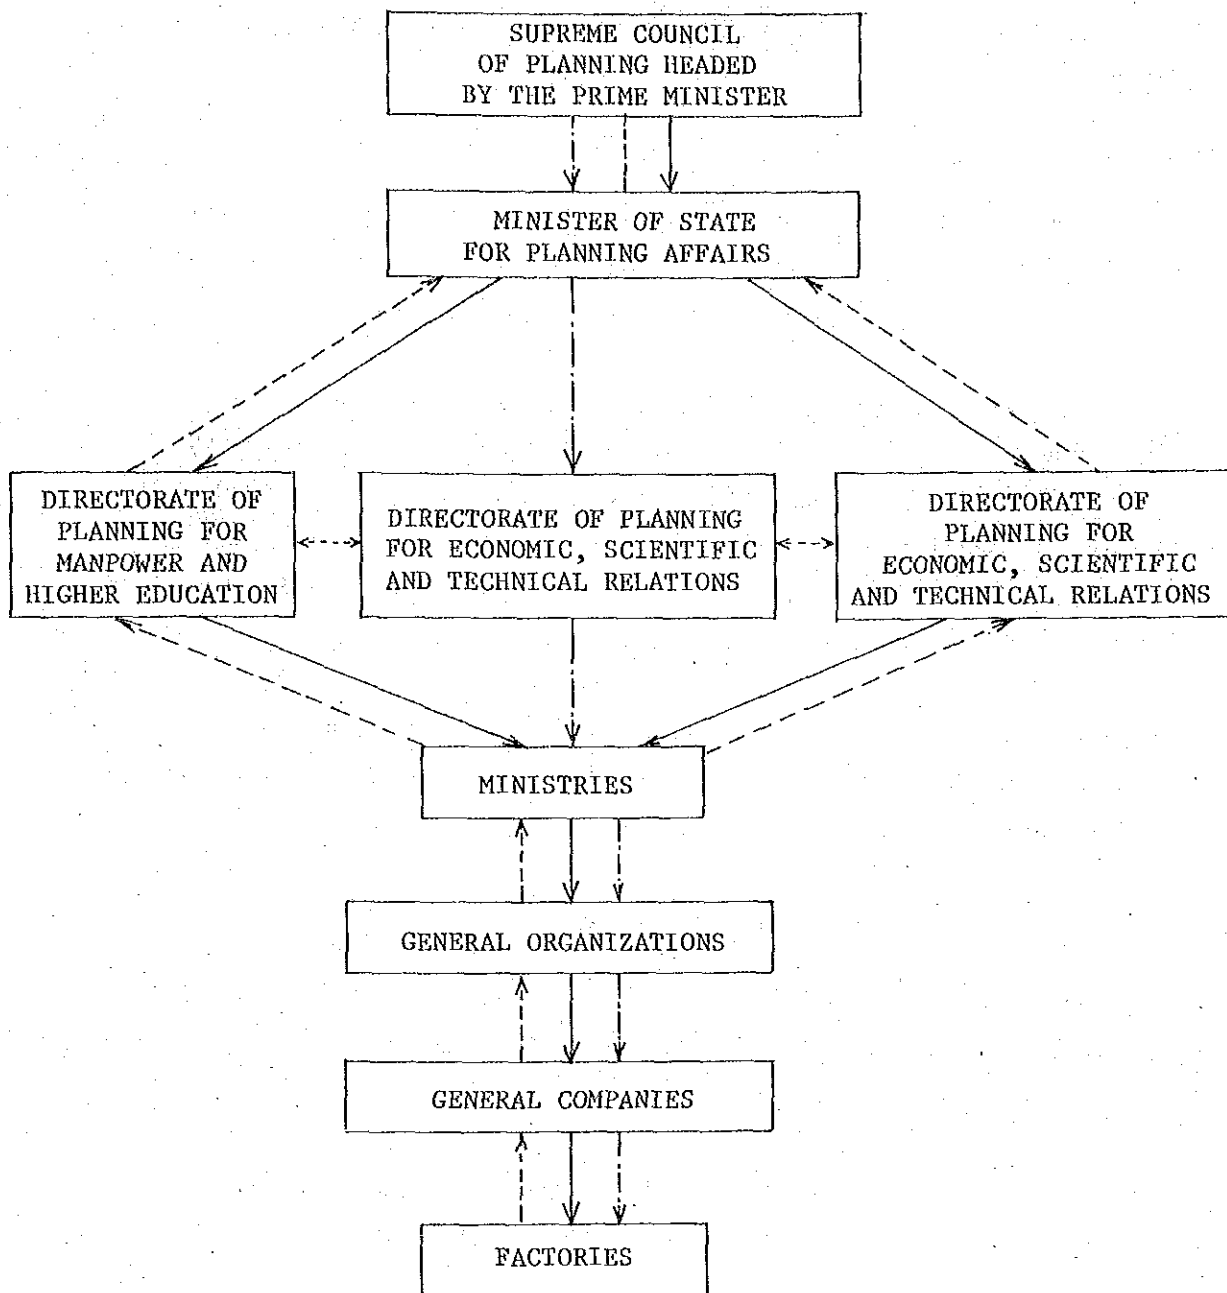 SUPREME COUNCIL
OF PLANNING HEADED
BY THE PRIME MINISTER
MINISTER OF STATE
FOR PLANNING AFFAIRS
DIRECTORATE OF
PLANNING FOR
MANPOWER AND
HIGHER EDUCATION
DIRECTORATE OF PLANNING
FOR ECONOMIC, SCIENTIFIC
AND TECHNICAL RELATIONS
DIRECTORATE OF
PLANNING FOR
ECONOMIC, SCIENTIFIC
AND TECHNICAL RELATIONS
MINISTRIES
GENERAL ORGANIZATIONS
GENERAL COMPANIES
FACTORIES